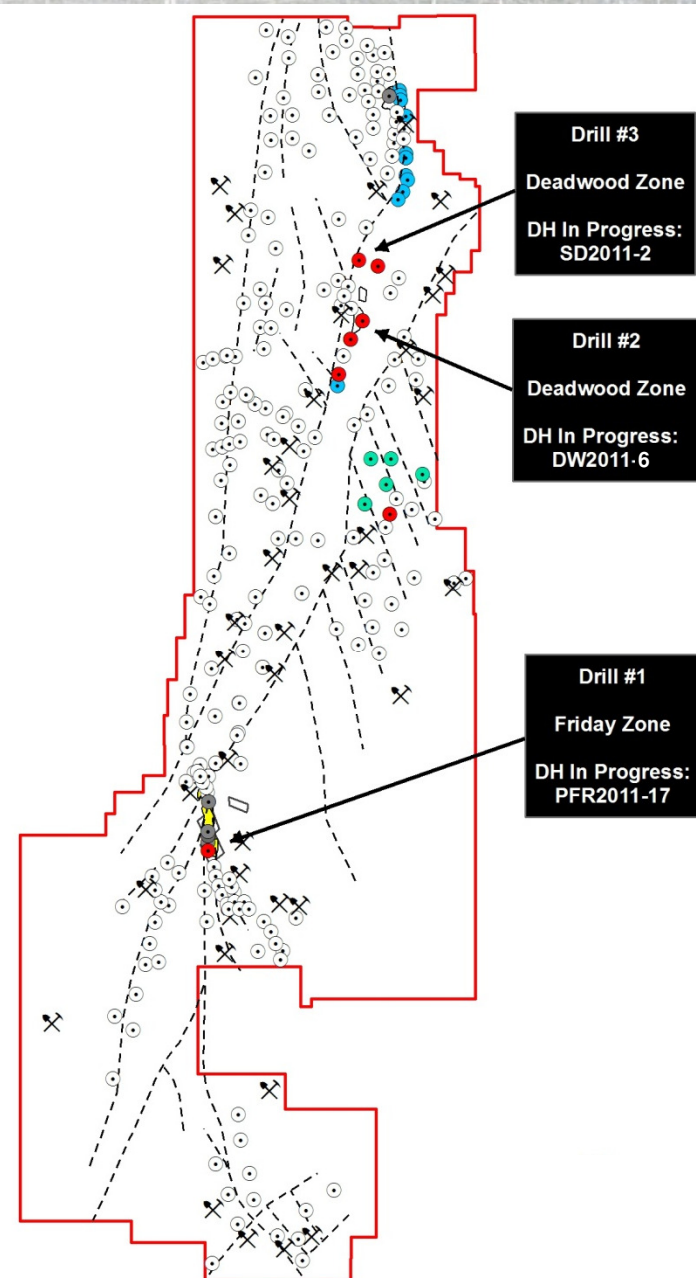 Drill #3
Deadwood Zone
DH In Progress:
SD2011-2
Drill #2
Deadwood Zone
DH In Progress:
DW2011-6
Drill #1
Friday Zone
DH In Progress:
PFR2011-17